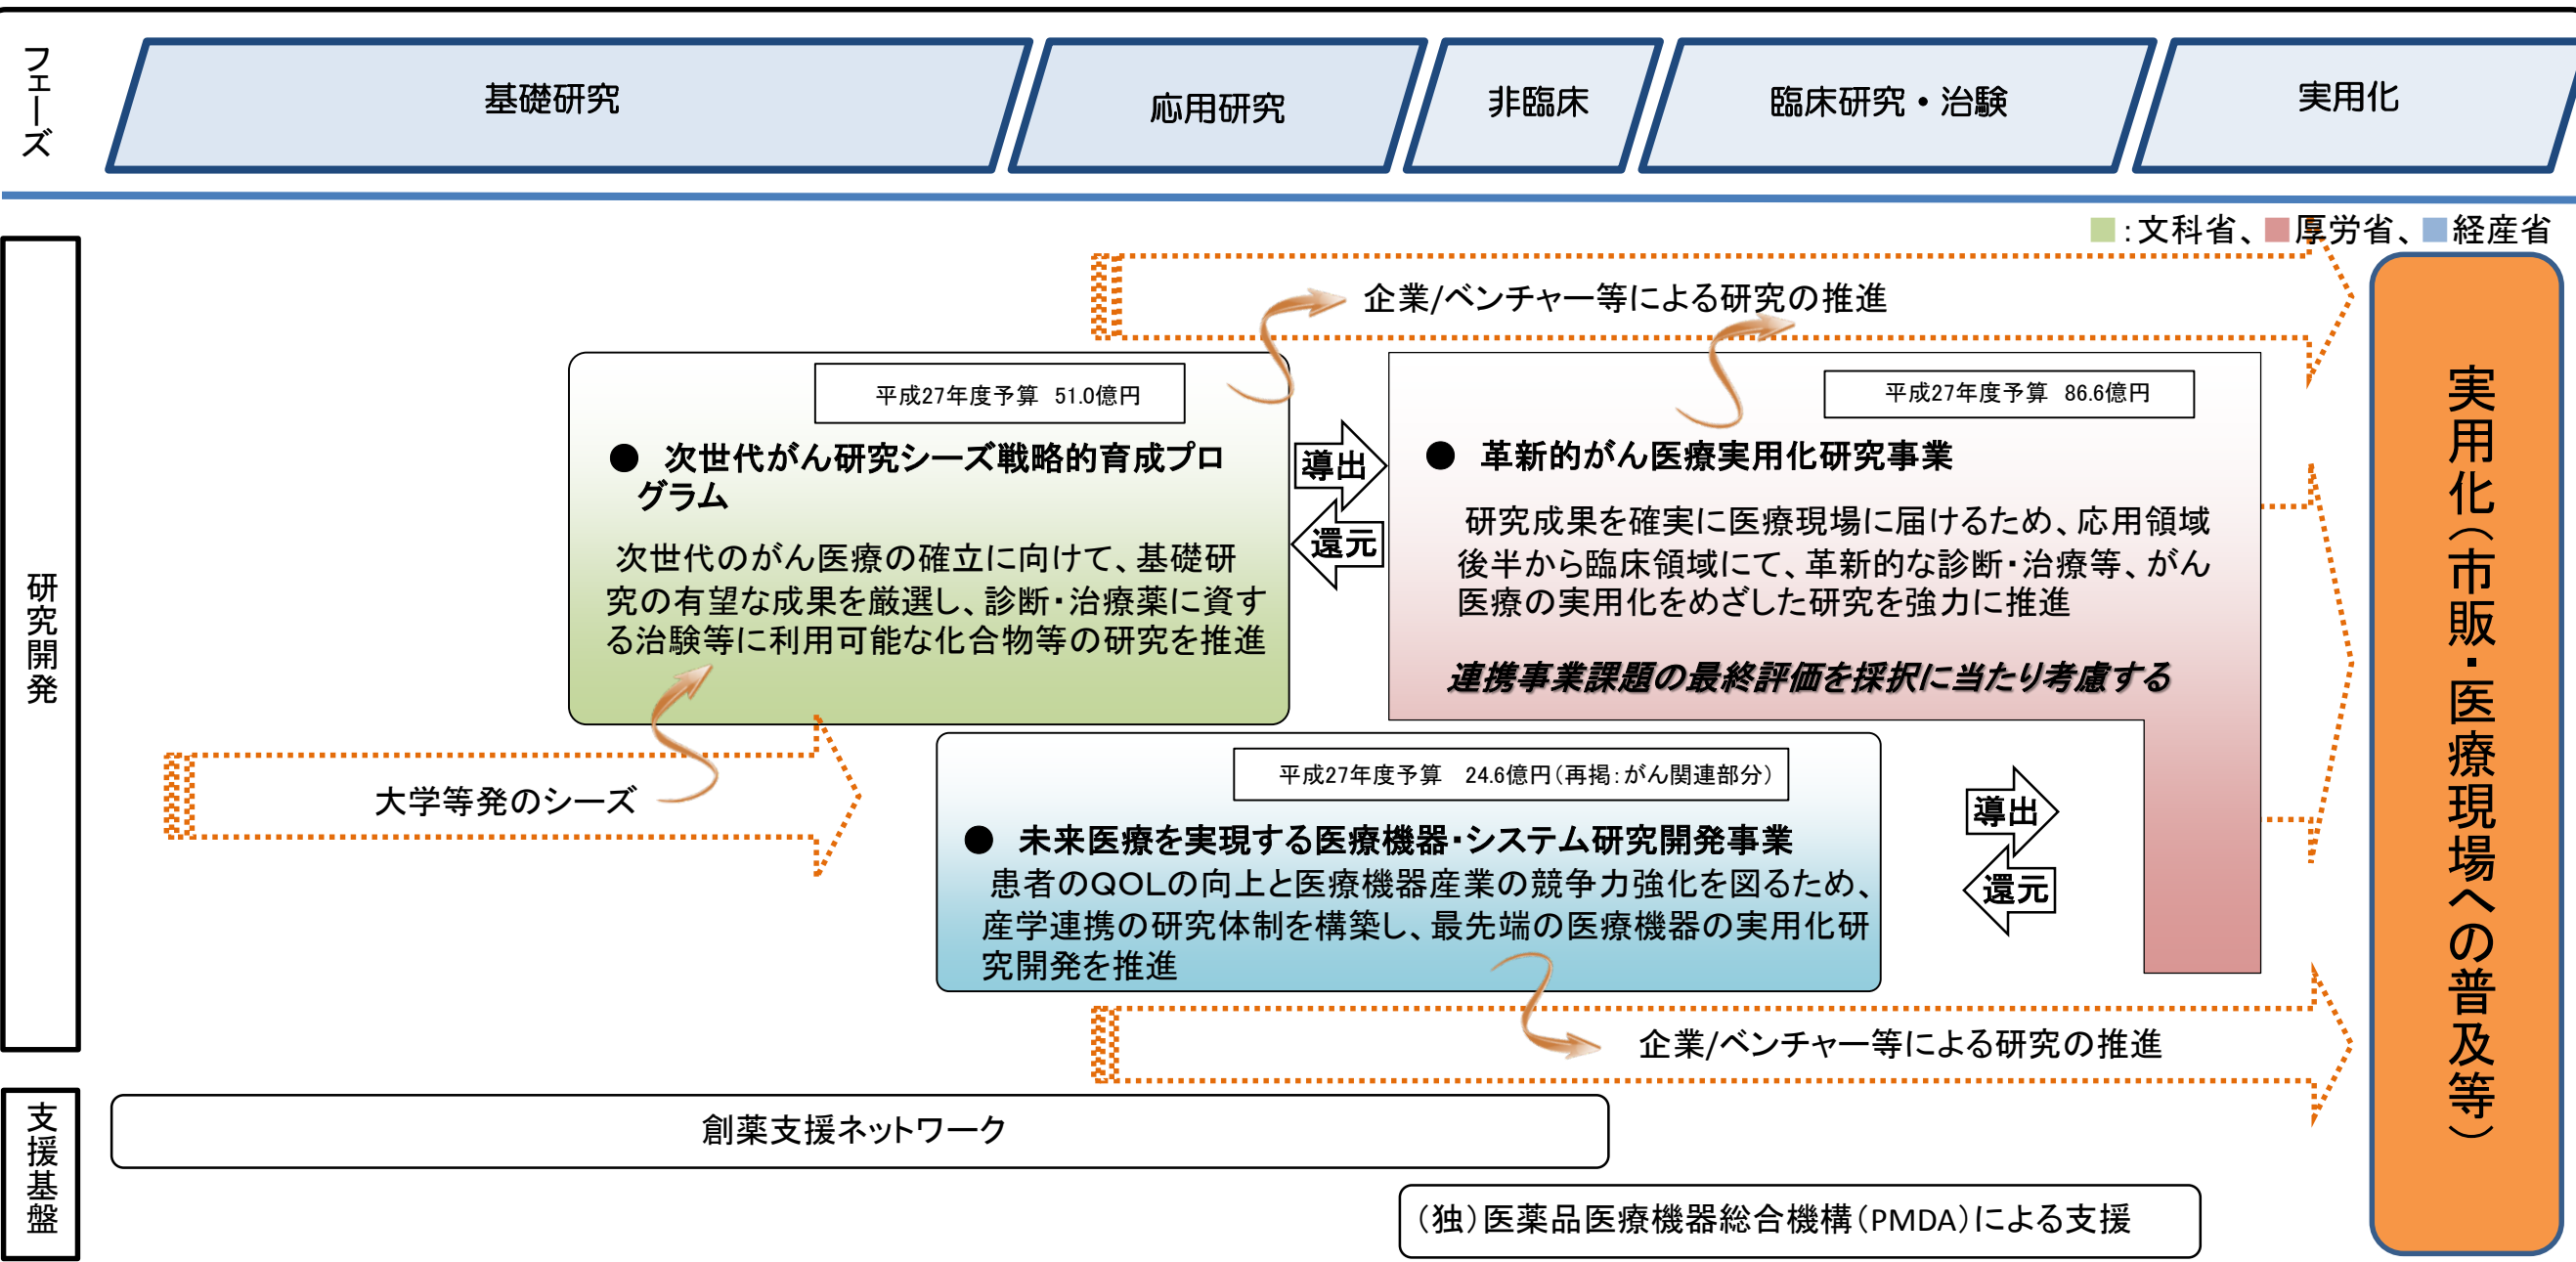 フェーズ
基礎研究
応用研究
非臨床
臨床研究・治験
実用化
：文科省、厚労省、経産省
研究開発
企業/ベンチャー等による研究の推進
平成27年度予算 51.0億円
● 次世代がん研究シーズ戦略的育成プロ
グラム
次世代のがん医療の確立に向けて、基礎研
究の有望な成果を厳選し、診断・治療薬に資す
る治験等に利用可能な化合物等の研究を推進
導出
還元
平成27年度予算 86.6億円
● 革新的がん医療実用化研究事業
研究成果を確実に医療現場に届けるため、応用領域
後半から臨床領域にて、革新的な診断・治療等、がん
医療の実用化をめざした研究を強力に推進
連携事業課題の最終評価を採択に当たり考慮する
大学等発のシーズ
平成27年度予算 24.6億円（再掲：がん関連部分）
● 未来医療を実現する医療機器・システム研究開発事業
患者のQOLの向上と医療機器産業の競争力強化を図るため、
産学連携の研究体制を構築し、最先端の医療機器の実用化研
究開発を推進
導出
還元
企業/ベンチャー等による研究の推進
実用化（市販・医療現場への普及等）
支援基盤
創薬支援ネットワーク
（独）医薬品医療機器総合機構（PMDA）による支援